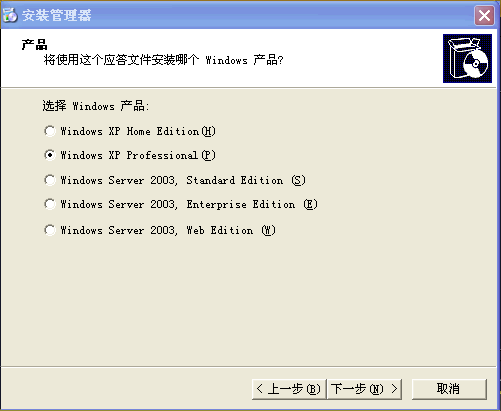 安装管理器
产品
将使用这个应答文件安装哪个 Windows 产品?
选择 Windows 产品:
Windows XP Home Edition(H)
Windows XP Professional(P)
Windows Server 2003, Standard Edition (S)
Windows Server 2003, Enterprise Edition (E)
Windows Server 2003, Web Edition (W)
< 上一步(B) 下一步(N) > 取消